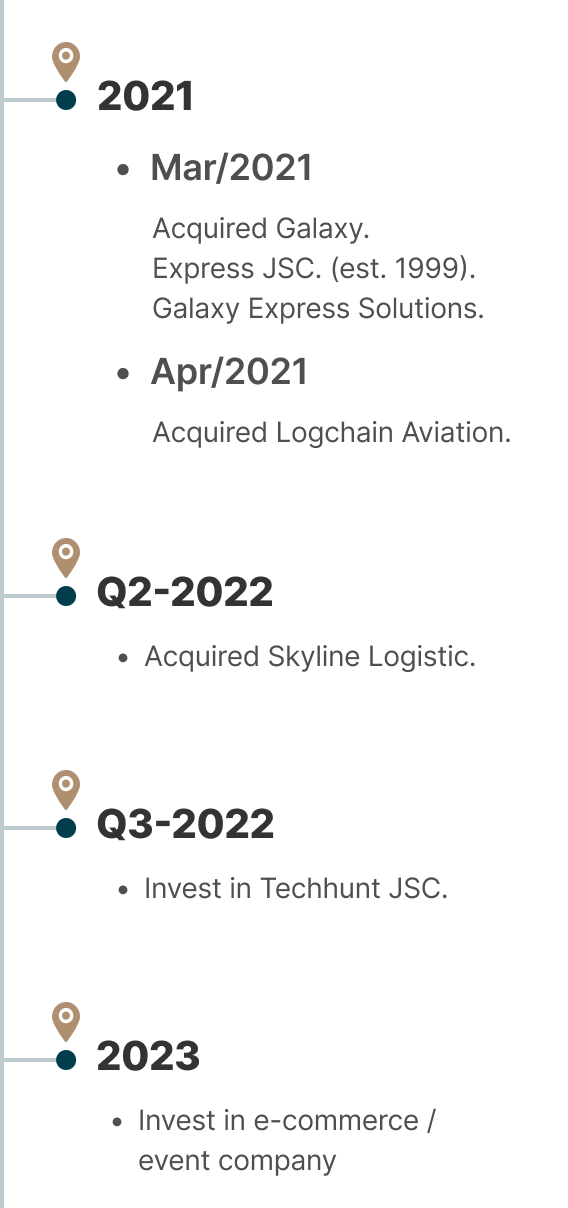 2021
• Mar/2021
Acquired Galaxy.
Express JSC. (est. 1999).
Galaxy Express Solutions.
• Apr/2021
Acquired Logchain Aviation.
Q2-2022
• Acquired Skyline Logistic.
Q3-2022
• Invest in Techhunt JSC.
2023
• Invest in e-commerce /
event company